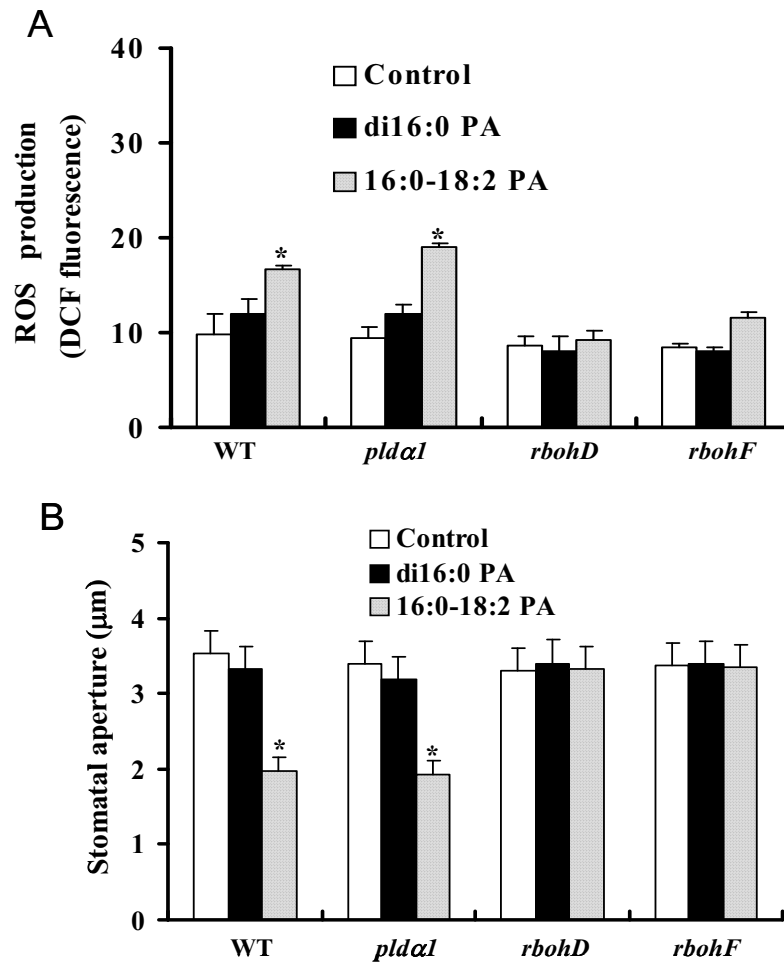 A
ROS production
(DCF fluorescence)
40
30
20
10
0
Control
di16:0 PA
16:0-18:2 PA
*
*
WT
pldα1
rbohD
rbohF
B
Stomatal aperture (μm)
5
4
3
2
1
0
Control
di16:0 PA
16:0-18:2 PA
*
*
WT
pldα1
rbohD
rbohF